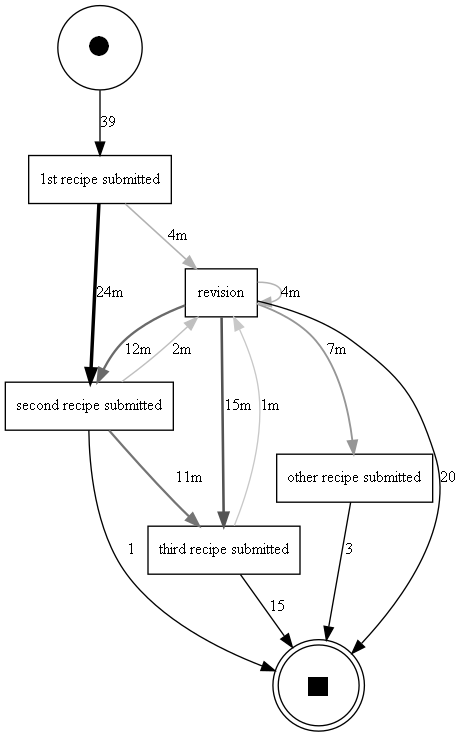 39
1st recipe submitted
4m
24m
revision
4m
12m
2m
7m
15m
1m
second recipe submitted
11m
other recipe submitted
20
third recipe submitted
1
3
15